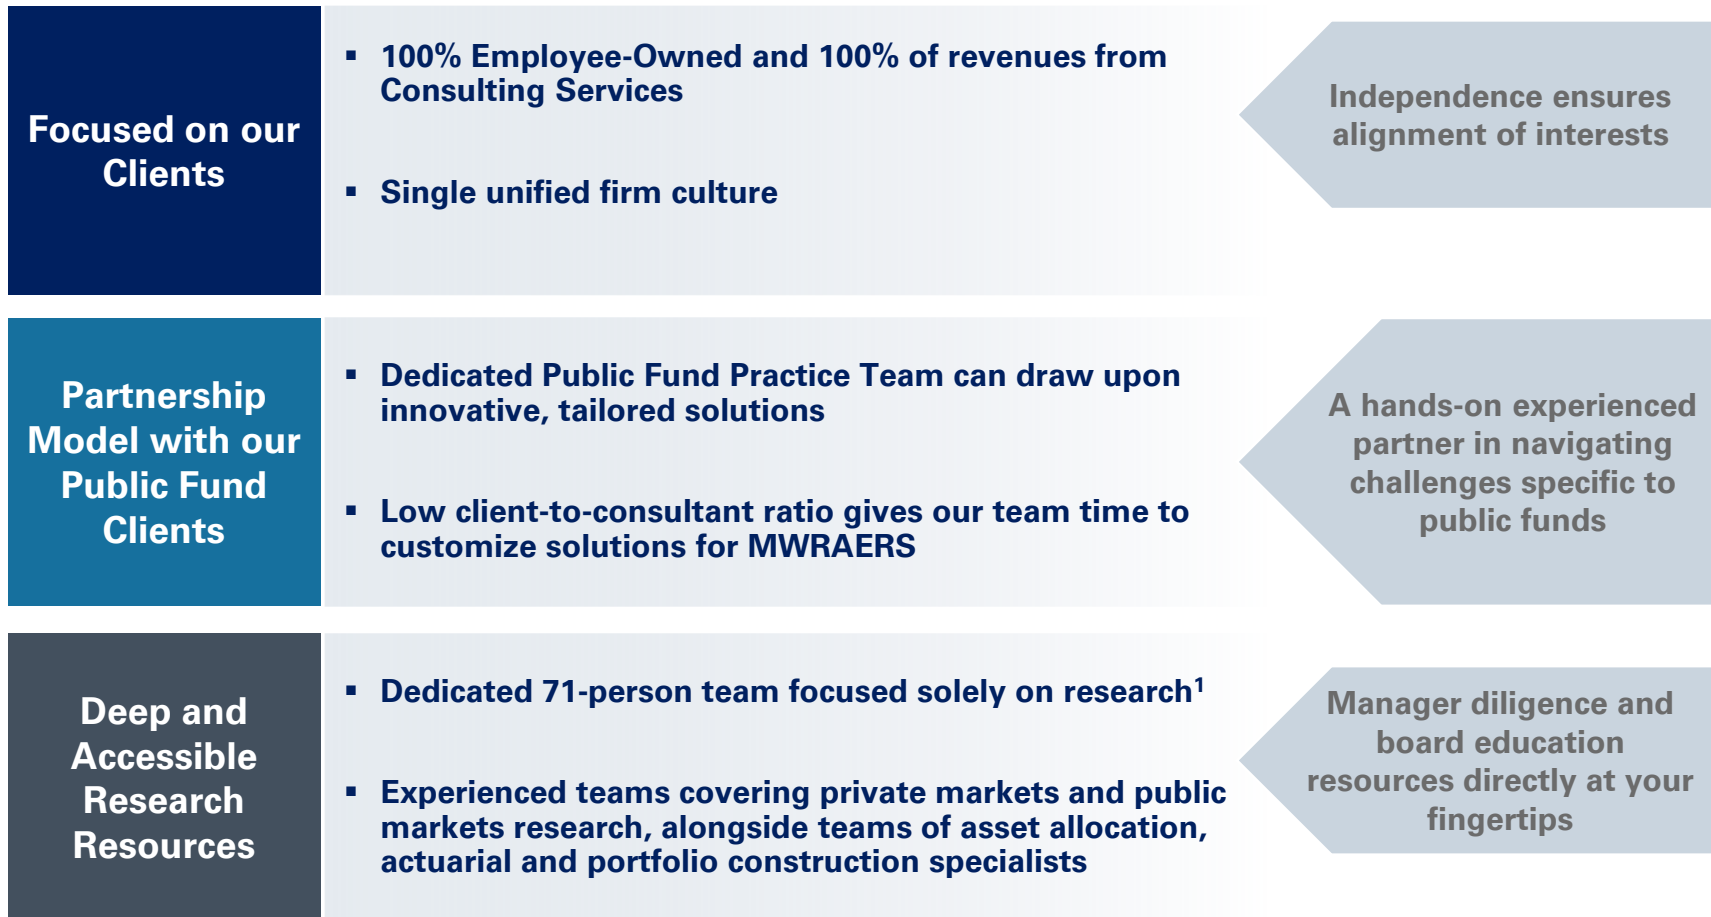 Focused on our
Clients
▪ 100% Employee-Owned and 100% of revenues from
Consulting Services
▪ Single unified firm culture
Independence ensures
alignment of interests
Partnership
Model with our
Public Fund
Clients
▪ Dedicated Public Fund Practice Team can draw upon
innovative, tailored solutions
▪ Low client-to-consultant ratio gives our team time to
customize solutions for MWRAERS
A hands-on experienced
partner in navigating
challenges specific to
public funds
Deep and
Accessible
Research
Resources
▪ Dedicated 71-person team focused solely on research¹
▪ Experienced teams covering private markets and public
markets research, alongside teams of asset allocation,
actuarial and portfolio construction specialists
Manager diligence and
board education
resources directly at your
fingertips